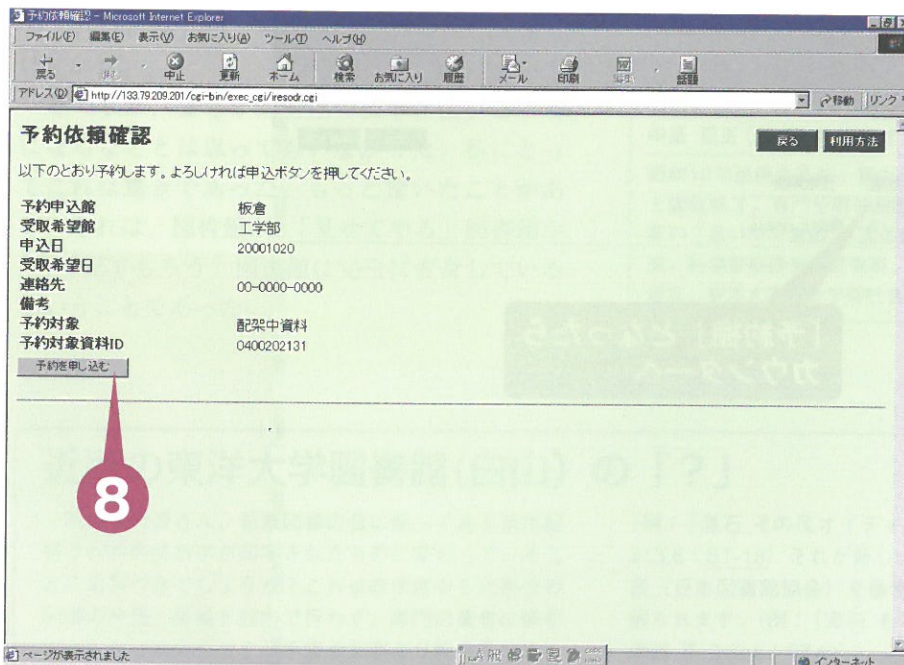 予約依頼確認 - Microsoft Internet Explorer
ファイル(F) 編集(E) 表示(V) お気に入り(A) ツール(T) ヘルプ(H)
戻る 中止 更新 ホーム 検索 お気に入り 履歴 メール 印刷 編集 話題
アドレス(D) http://133.79.209.201/cgi-bin/exec_cgi/iresodr.cgi 移動 リンク
予約依頼確認
戻る 利用方法
以下のとおり予約します。よろしければ申込ボタンを押してください。
予約申込館 板倉
受取希望館 工学部
申込日 20001020
受取希望日
連絡先 00-0000-0000
備考
予約対象 配架中資料
予約対象資料ID 0400202131
予約を申し込む
8
ページが表示されました
インターネット